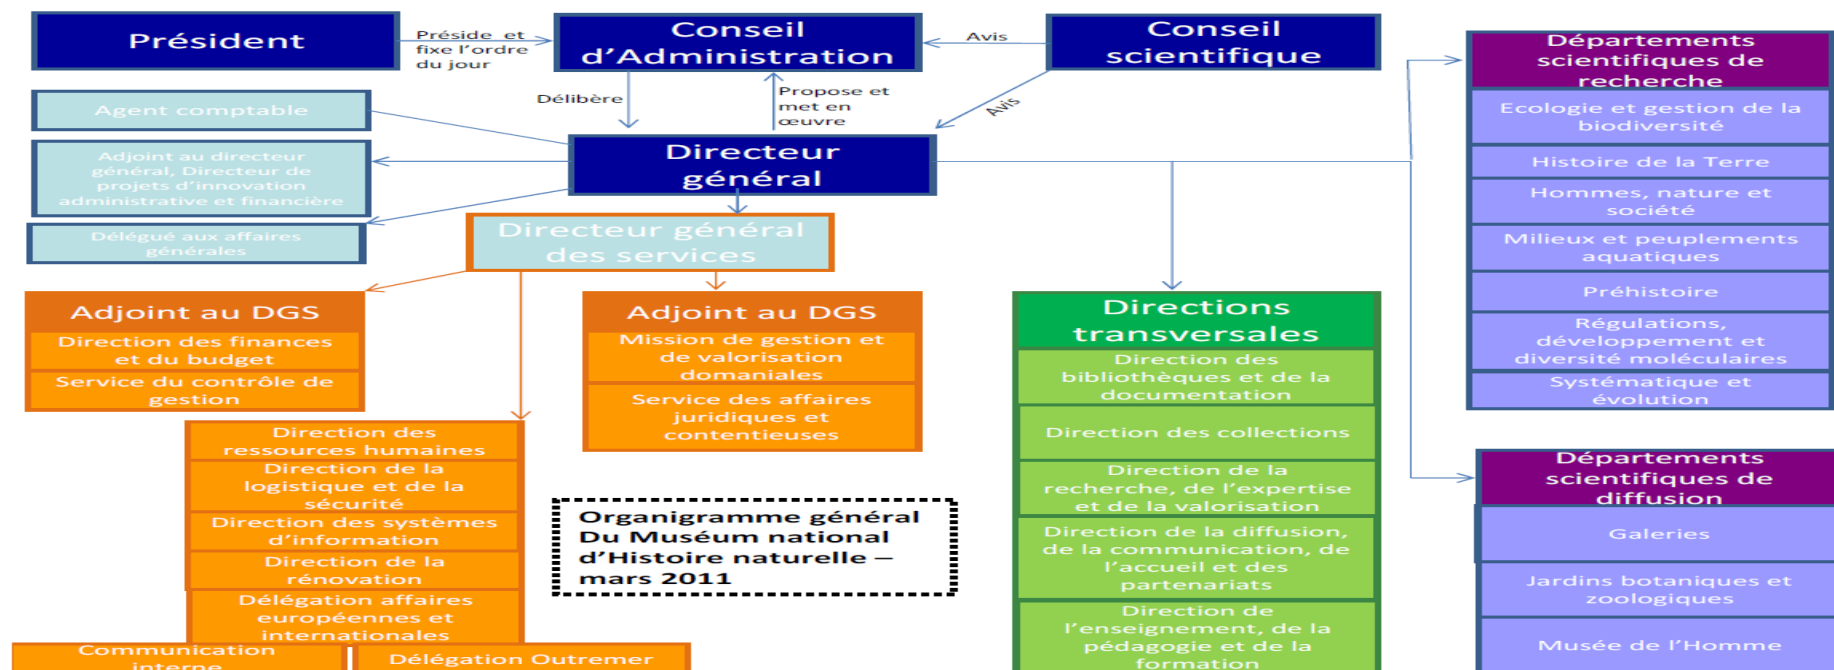 Président
Préside et
fixe l’ordre
du jour
Conseil
d’Administration
Avis
Conseil
scientifique
Délibère
Propose et
met en
œuvre
Avis
Agent comptable
Adjoint au directeur
général, Directeur de
projets d’innovation
administrative et financière
Délégué aux affaires
générales
Directeur
général
Directeur général
des services
Adjoint au DGS
Direction des finances
et du budget
Service du contrôle de
gestion
Adjoint au DGS
Mission de gestion et
de valorisation
domaniales
Service des affaires
juridiques et
contentieuses
Direction des
ressources humaines
Direction de la
logistique et de la
sécurité
Direction des systèmes
d’information
Direction de la
rénovation
Délégation affaires
européennes et
internationales
Communication
interne
Délégation Outremer
Organigramme général
Du Muséum national
d’Histoire naturelle –
mars 2011
Directions
transversales
Direction des
bibliothèques et de la
documentation
Direction des collections
Direction de la
recherche, de l’expertise
et de la valorisation
Direction de la diffusion,
de la communication, de
l’accueil et des
partenariats
Direction de
l’enseignement, de la
pédagogie et de la
formation
Départements
scientifiques de
recherche
Ecologie et gestion de la
biodiversité
Histoire de la Terre
Hommes, nature et
société
Milieux et peuplements
aquatiques
Préhistoire
Régulations,
développement et
diversité moléculaires
Systématique et
évolution
Départements
scientifiques de
diffusion
Galeries
Jardins botaniques et
zoologiques
Musée de l’Homme